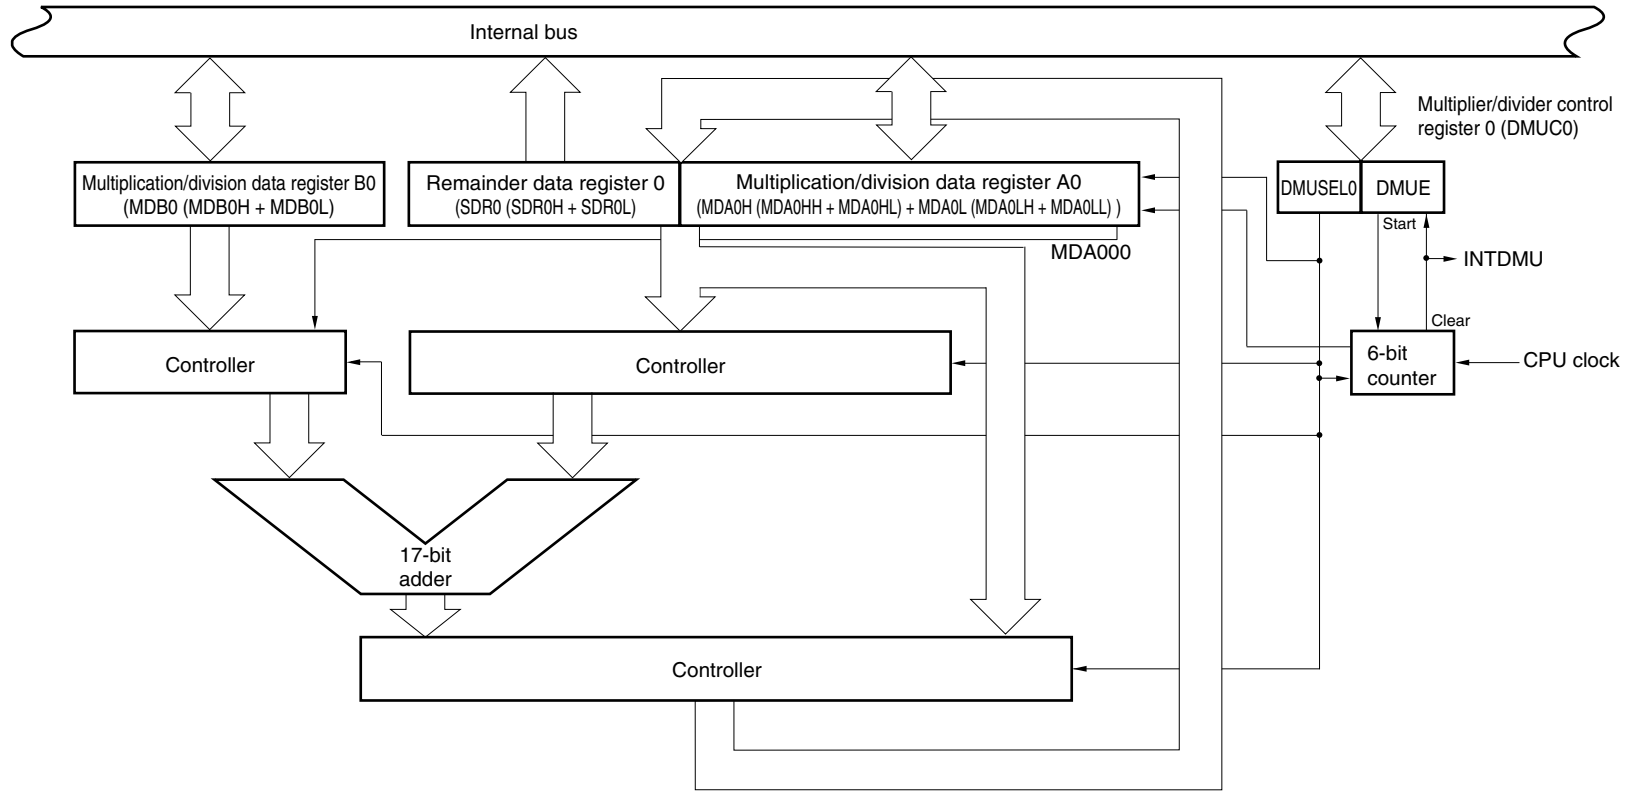 Internal bus
Multiplier/divider control
register 0 (DMUC0)
Multiplication/division data register B0
(MDB0 (MDB0H + MDB0L)
Remainder data register 0
(SDR0 (SDR0H + SDR0L)
Multiplication/division data register A0
(MDA0H (MDA0HH + MDA0HL) + MDA0L (MDA0LH + MDA0LL) )
DMUSEL0
DMUE
Start
MDA000
INTDMU
Clear
Controller
Controller
6-bit
counter
CPU clock
17-bit
adder
Controller